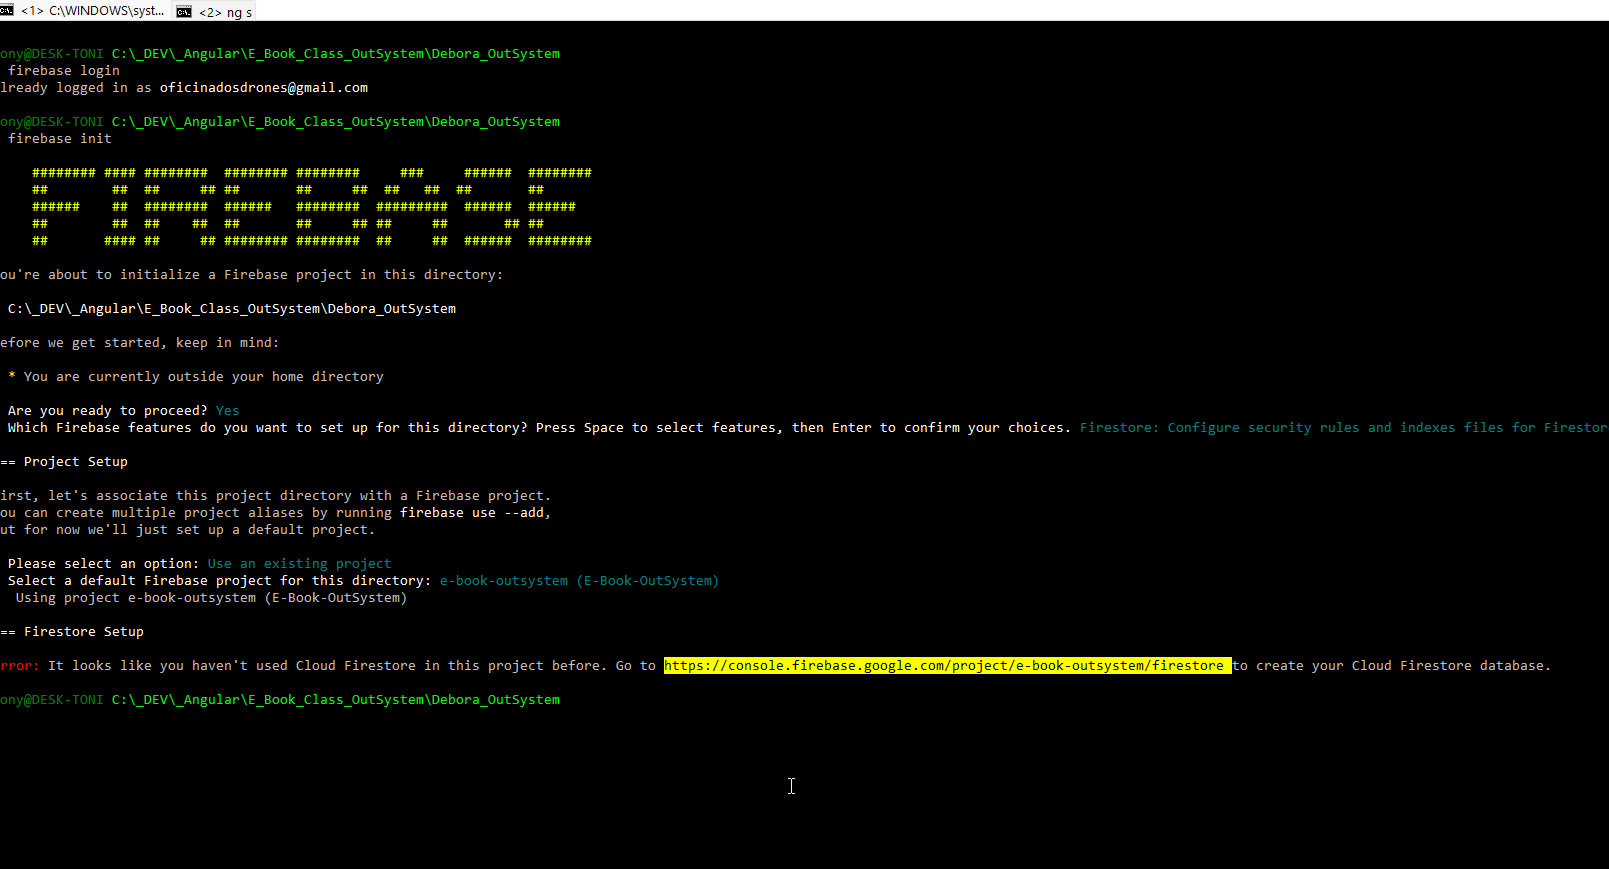 <1> C:\WINDOWS\syst... <2> ng s
ony@DESK-TONI C:\_DEV\_Angular\E_Book_Class_OutSystem\Debora_OutSystem
firebase login
lready logged in as oficinadosdrones@gmail.com
ony@DESK-TONI C:\_DEV\_Angular\E_Book_Class_OutSystem\Debora_OutSystem
firebase init
######## #### ########  ######## ########     ###     ######  ########
##        ##  ##     ## ##       ##     ##  ##   ##  ##       ##
######    ##  ########  ######   ########  #########  ######  ######
##        ##  ##    ##  ##       ##     ## ##     ##       ## ##
##       #### ##     ## ######## ########  ##     ##  ######  ########
ou're about to initialize a Firebase project in this directory:
C:\_DEV\_Angular\E_Book_Class_OutSystem\Debora_OutSystem
efore we get started, keep in mind:
* You are currently outside your home directory
Are you ready to proceed? Yes
Which Firebase features do you want to set up for this directory? Press Space to select features, then Enter to confirm your choices. Firestore: Configure security rules and indexes files for Firestor
== Project Setup
irst, let's associate this project directory with a Firebase project.
ou can create multiple project aliases by running firebase use --add,
ut for now we'll just set up a default project.
Please select an option: Use an existing project
Select a default Firebase project for this directory: e-book-outsystem (E-Book-OutSystem)
Using project e-book-outsystem (E-Book-OutSystem)
== Firestore Setup
rror: It looks like you haven't used Cloud Firestore in this project before. Go to https://console.firebase.google.com/project/e-book-outsystem/firestore to create your Cloud Firestore database.
ony@DESK-TONI C:\_DEV\_Angular\E_Book_Class_OutSystem\Debora_OutSystem